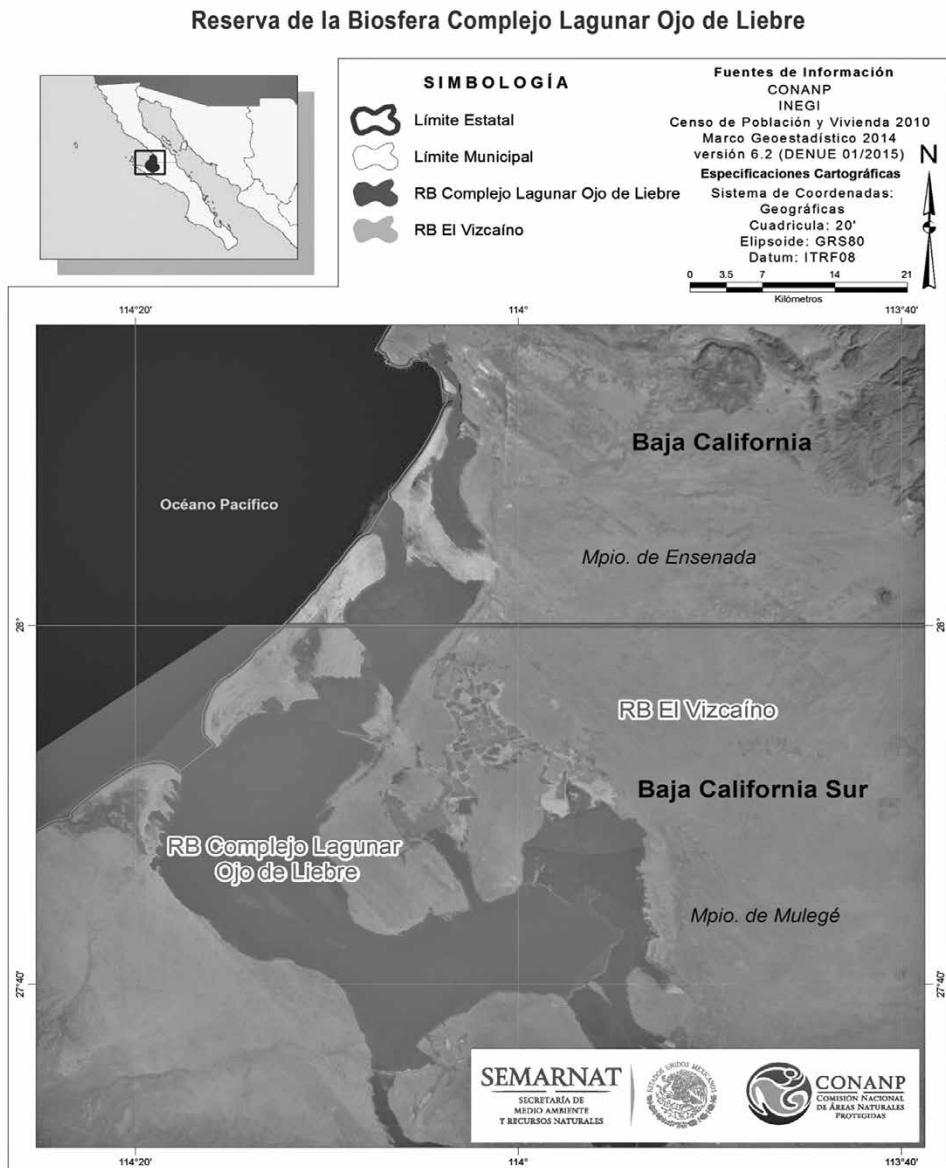 Reserva de la Biosfera Complejo Lagunar Ojo de Liebre
SIMBOLOGÍA
Límite Estatal
Límite Municipal
RB Complejo Lagunar Ojo de Liebre
RB El Vizcaíno
Fuentes de Información
CONANP
INEGI
Censo de Población y Vivienda 2010
Marco Geoestadístico 2014
versión 6.2 (DENUE 01/2015)
Especificaciones Cartográficas
Sistema de Coordenadas:
Geográficas
Cuadricula: 20'
Elipsoide: GRS80
Datum: ITRF08
N
0 3.5 7 14 21
Kilómetros
114°20' 114° 113°40'
Baja California
Océano Pacífico
Mpio. de Ensenada
28° 28°
RB El Vizcaíno
Baja California Sur
RB Complejo Lagunar
Ojo de Liebre
Mpio. de Mulegé
27°40' 27°40'
SEMARNAT
SECRETARÍA DE
MEDIO AMBIENTE
Y RECURSOS NATURALES
ESTADOS UNIDOS MEXICANOS
CONANP
COMISIÓN NACIONAL
DE ÁREAS NATURALES
PROTEGIDAS
114°20' 114° 113°40'